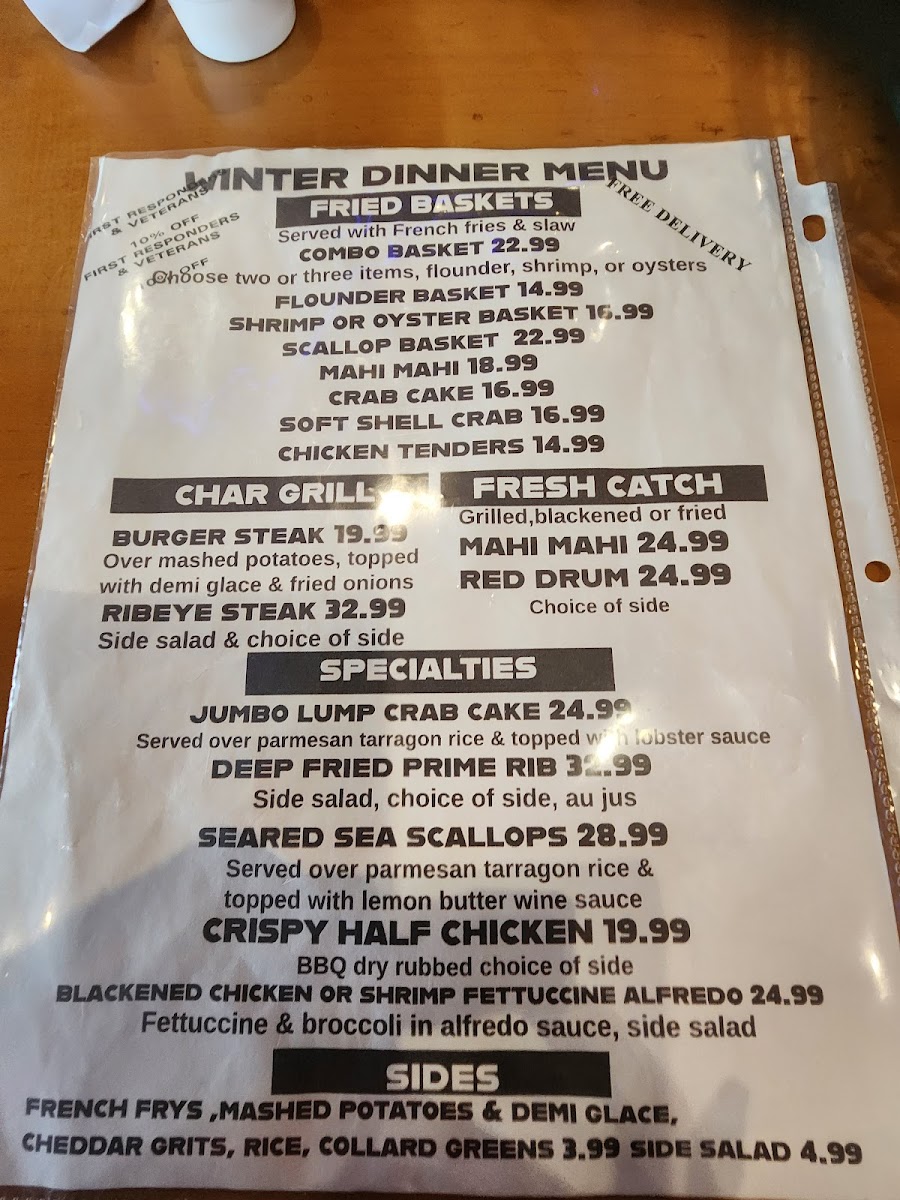 WINTER DINNER MENU
FIRST RESPONDERS
& VETERANS
10% OFF
FIRST RESPONDERS
& VETERANS
OFF
FREE DELIVERY
FRIED BASKETS
Served with French fries & slaw
COMBO BASKET 22.99
Choose two or three items, flounder, shrimp, or oysters
FLOUNDER BASKET 14.99
SHRIMP OR OYSTER BASKET 16.99
SCALLOP BASKET 22.99
MAHI MAHI 18.99
CRAB CAKE 16.99
SOFT SHELL CRAB 16.99
CHICKEN TENDERS 14.99
CHAR GRILL
BURGER STEAK 19.99
Over mashed potatoes, topped
with demi glace & fried onions
RIBEYE STEAK 32.99
Side salad & choice of side
FRESH CATCH
Grilled,blackened or fried
MAHI MAHI 24.99
RED DRUM 24.99
Choice of side
SPECIALTIES
JUMBO LUMP CRAB CAKE 24.99
Served over parmesan tarragon rice & topped with lobster sauce
DEEP FRIED PRIME RIB 32.99
Side salad, choice of side, au jus
SEARED SEA SCALLOPS 28.99
Served over parmesan tarragon rice &
topped with lemon butter wine sauce
CRISPY HALF CHICKEN 19.99
BBQ dry rubbed choice of side
BLACKENED CHICKEN OR SHRIMP FETTUCCINE ALFREDO 24.99
Fettuccine & broccoli in alfredo sauce, side salad
SIDES
FRENCH FRYS ,MASHED POTATOES & DEMI GLACE,
CHEDDAR GRITS, RICE, COLLARD GREENS 3.99 SIDE SALAD 4.99